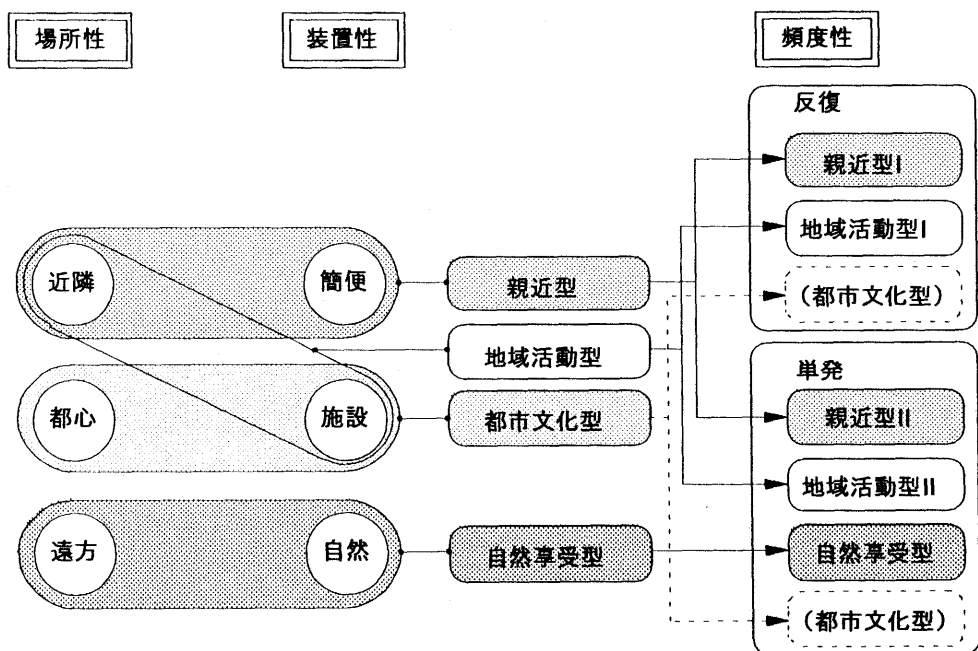 場所性
装置性
頻度性
反復
親近型I
地域活動型I
(都市文化型)
近隣
簡便
親近型
地域活動型
都心
施設
都市文化型
単発
親近型II
地域活動型II
遠方
自然
自然享受型
自然享受型
(都市文化型)